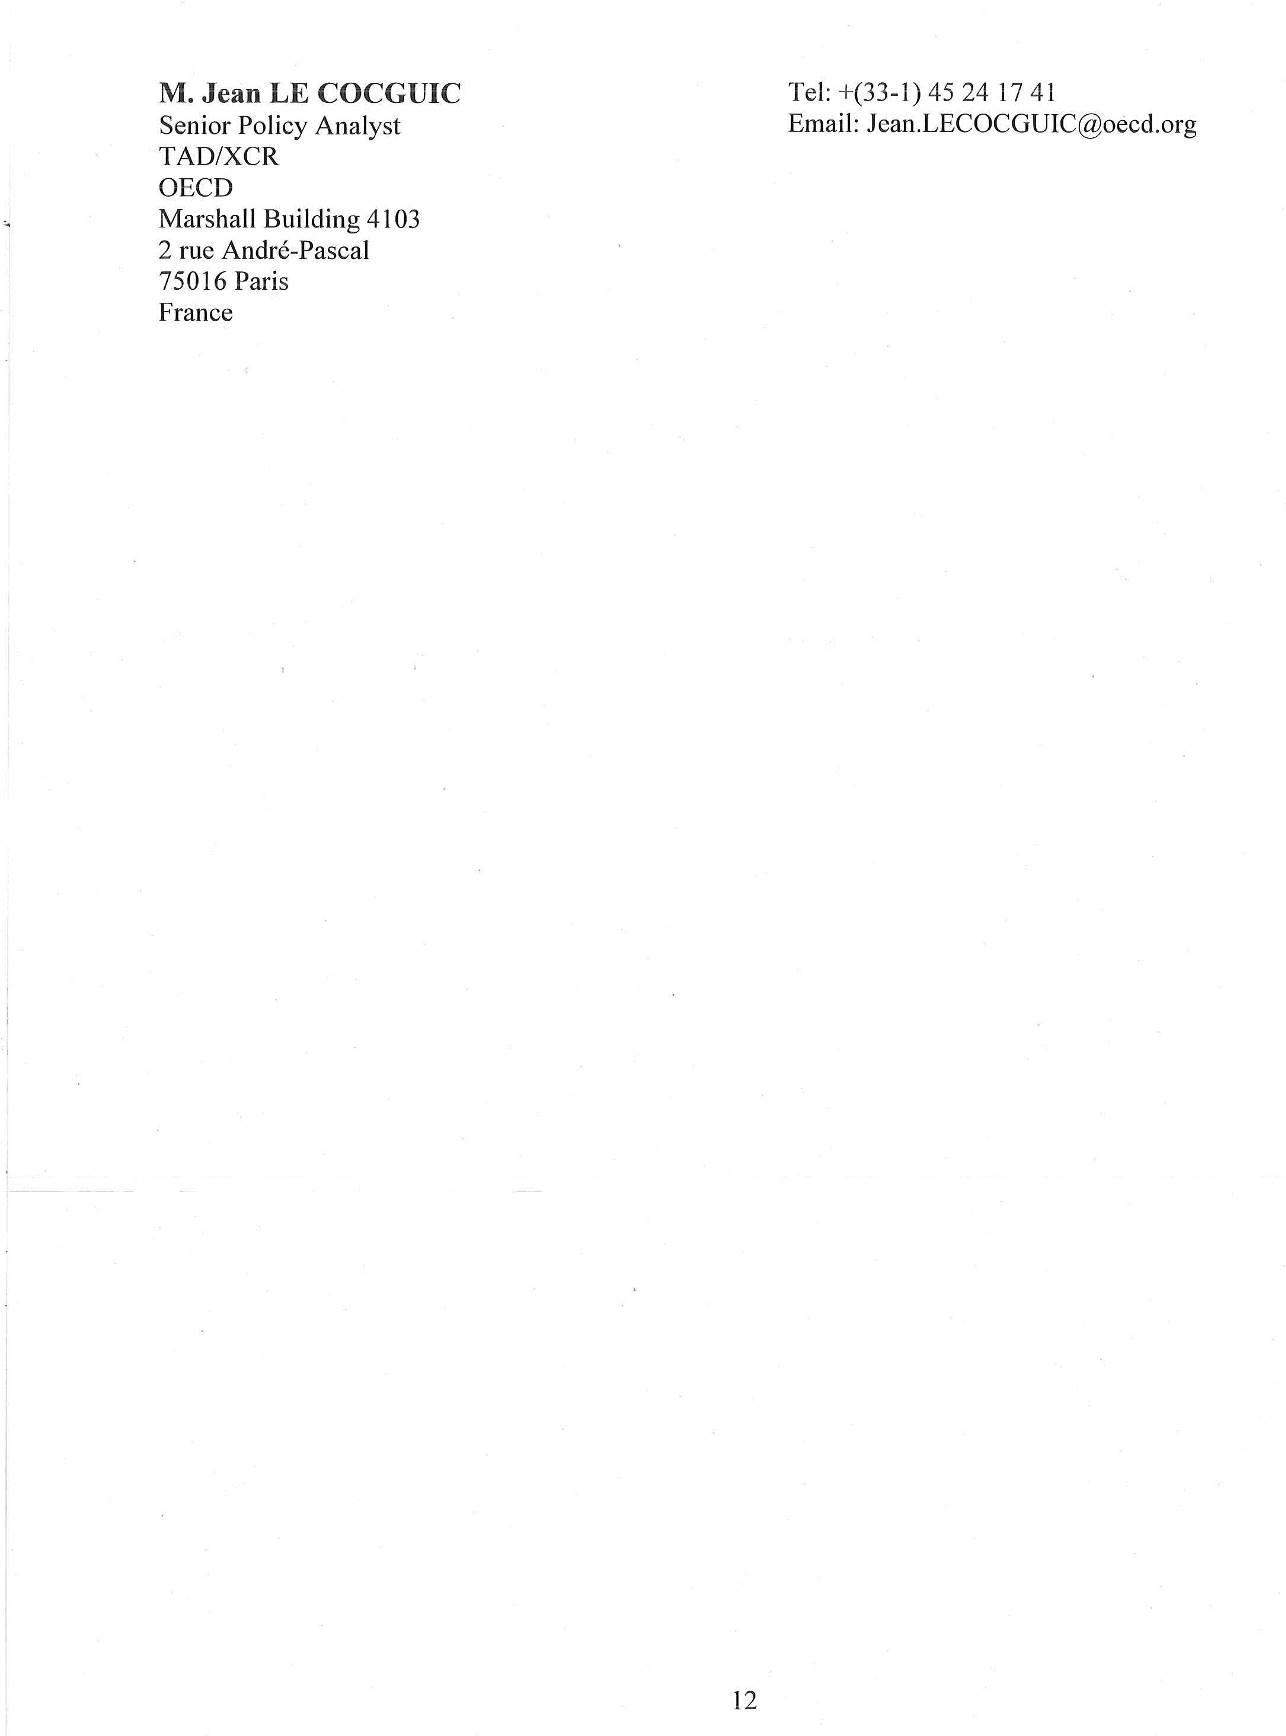 M. Jean LE COCGUIC
Senior Policy Analyst
TAD/XCR
OECD
Marshall Building 4103
2 rue André-Pascal
75016 Paris
France
Tel: +(33-1) 45 24 17 41
Email: Jean.LECOCGUIC@oecd.org
12